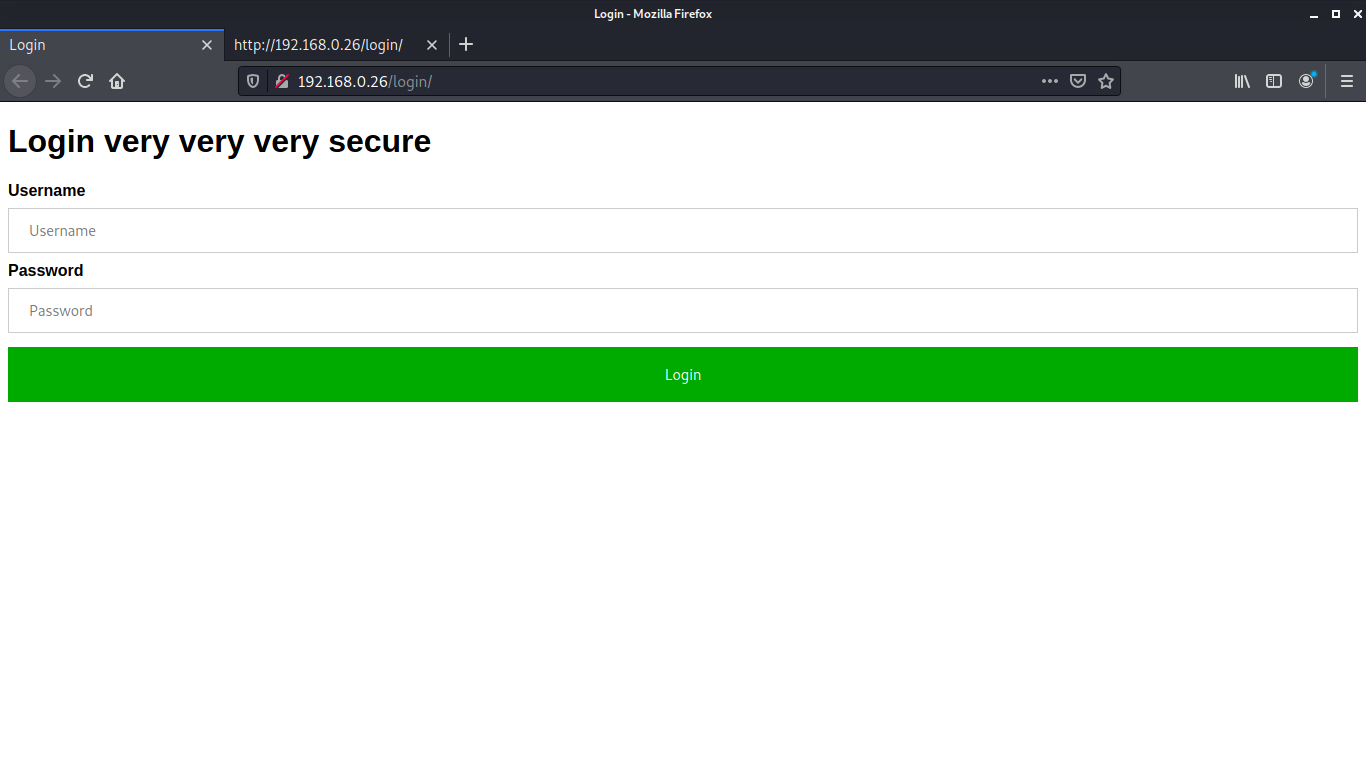 Login - Mozilla Firefox
Login http://192.168.0.26/login/
192.168.0.26/login/
Login very very very secure
Username
Username
Password
Password
Login